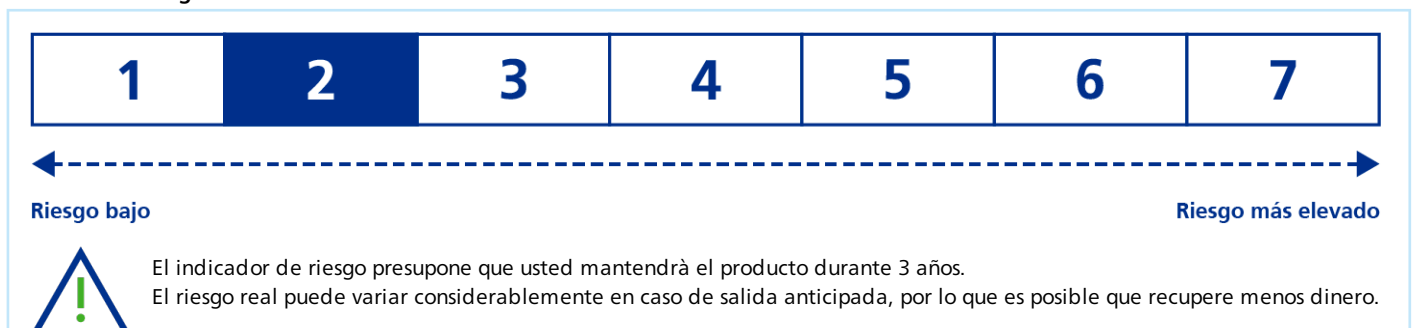 1 2 3 4 5 6 7
Riesgo bajo Riesgo más elevado
El indicador de riesgo presupone que usted mantendrà el producto durante 3 años.
El riesgo real puede variar considerablemente en caso de salida anticipada, por lo que es posible que recupere menos dinero.